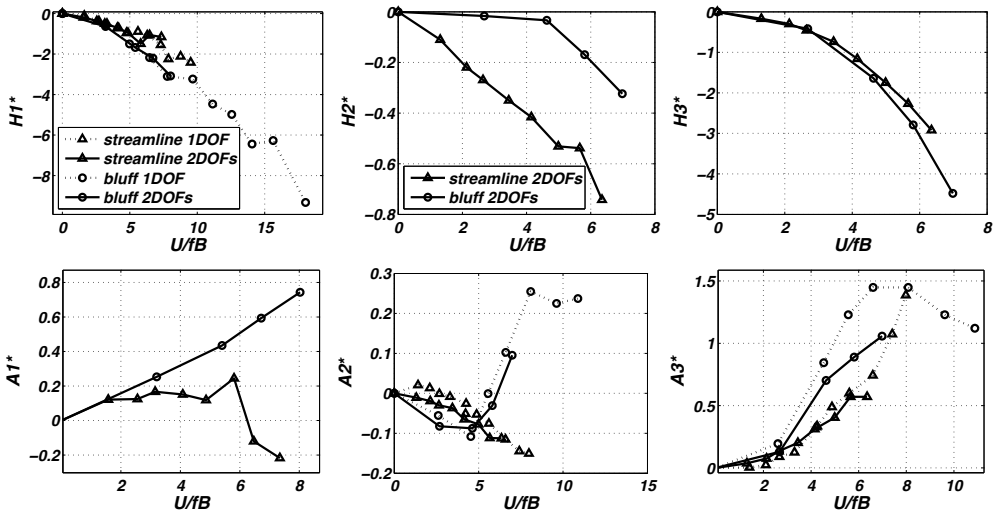 0
−2
−4
−6
−8
H1*
streamline 1DOF
streamline 2DOFs
bluff 1DOF
bluff 2DOFs
0 5 10 15
U/fB
0
−0.2
−0.4
−0.6
−0.8
H2*
streamline 2DOFs
bluff 2DOFs
0 2 4 6 8
U/fB
0
−1
−2
−3
−4
−5
H3*
0 2 4 6 8
U/fB
0.8
0.6
0.4
0.2
0
−0.2
A1*
2 4 6 8
U/fB
0.3
0.2
0.1
0
−0.1
−0.2
A2*
0 5 10 15
U/fB
1.5
1
0.5
0
A3*
0 2 4 6 8 10
U/fB